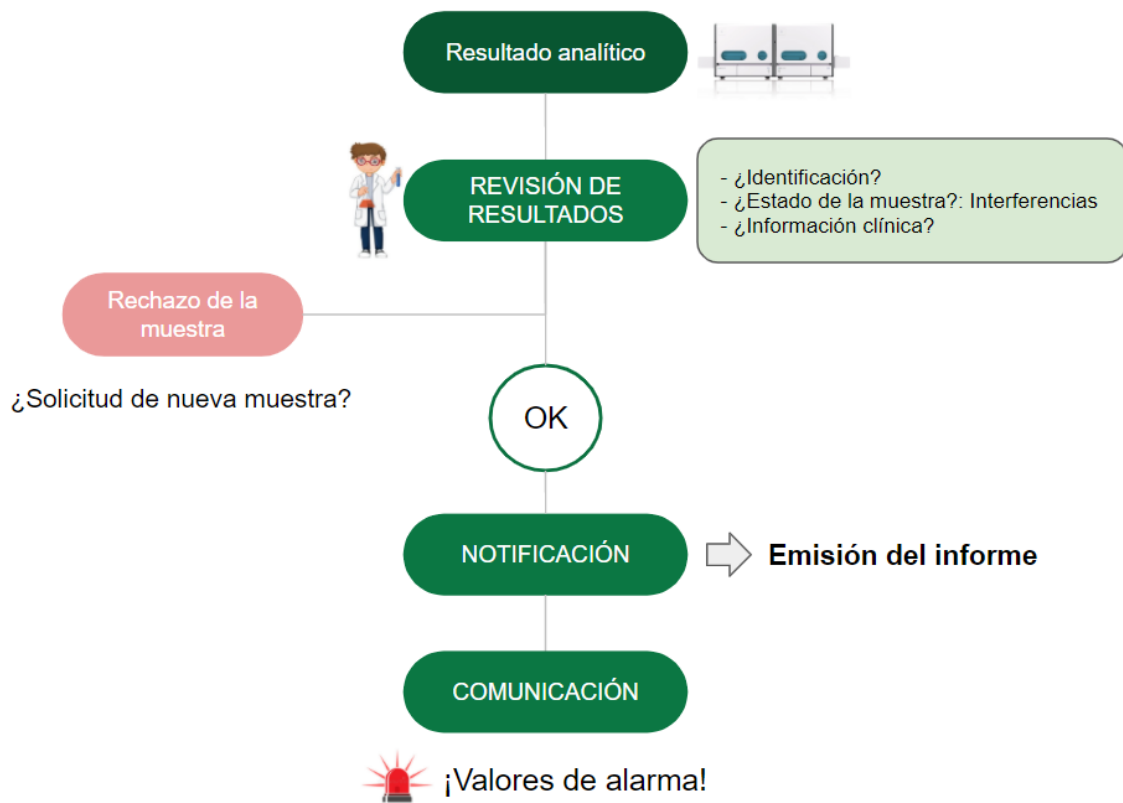 Resultado analítico
REVISIÓN DE
RESULTADOS
- ¿Identificación?
- ¿Estado de la muestra?: Interferencias
- ¿Información clínica?
Rechazo de la
muestra
¿Solicitud de nueva muestra?
OK
NOTIFICACIÓN
Emisión del informe
COMUNICACIÓN
¡Valores de alarma!